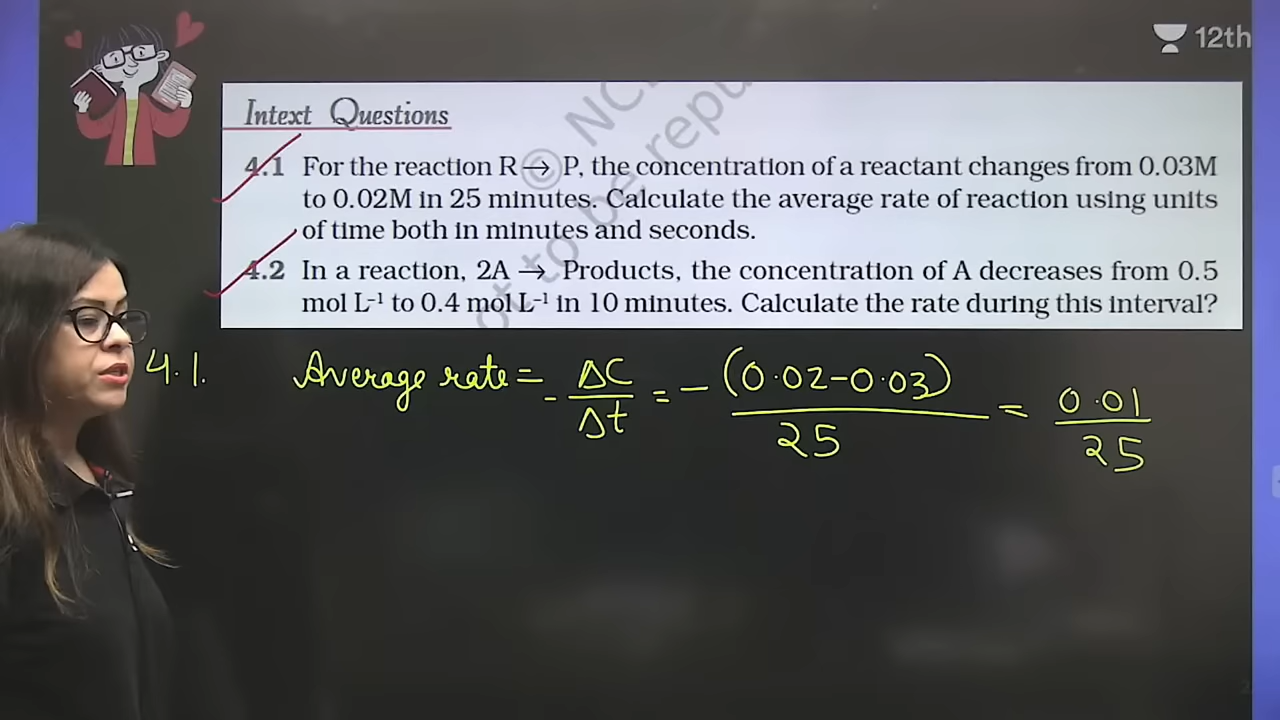 12th
Intext Questions
4.1 For the reaction R → P, the concentration of a reactant changes from 0.03M
to 0.02M in 25 minutes. Calculate the average rate of reaction using units
of time both in minutes and seconds.
4.2 In a reaction, 2A → Products, the concentration of A decreases from 0.5
mol L⁻¹ to 0.4 mol L⁻¹ in 10 minutes. Calculate the rate during this interval?
4.1. Average rate = - ΔC/Δt = -(0.02-0.03)/25 = 0.01/25